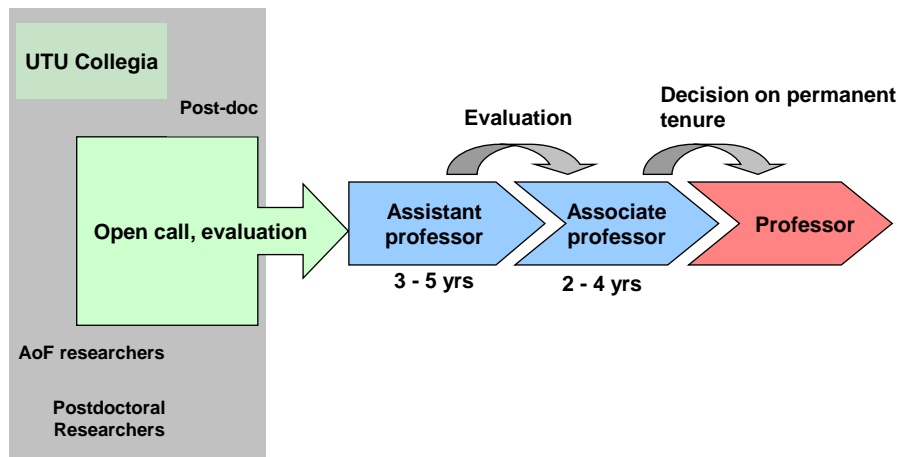 UTU Collegia
Post-doc
Open call, evaluation
AoF researchers
Postdoctoral
Researchers
Evaluation
Decision on permanent
tenure
Assistant
professor
Associate
professor
Professor
3 - 5 yrs
2 - 4 yrs